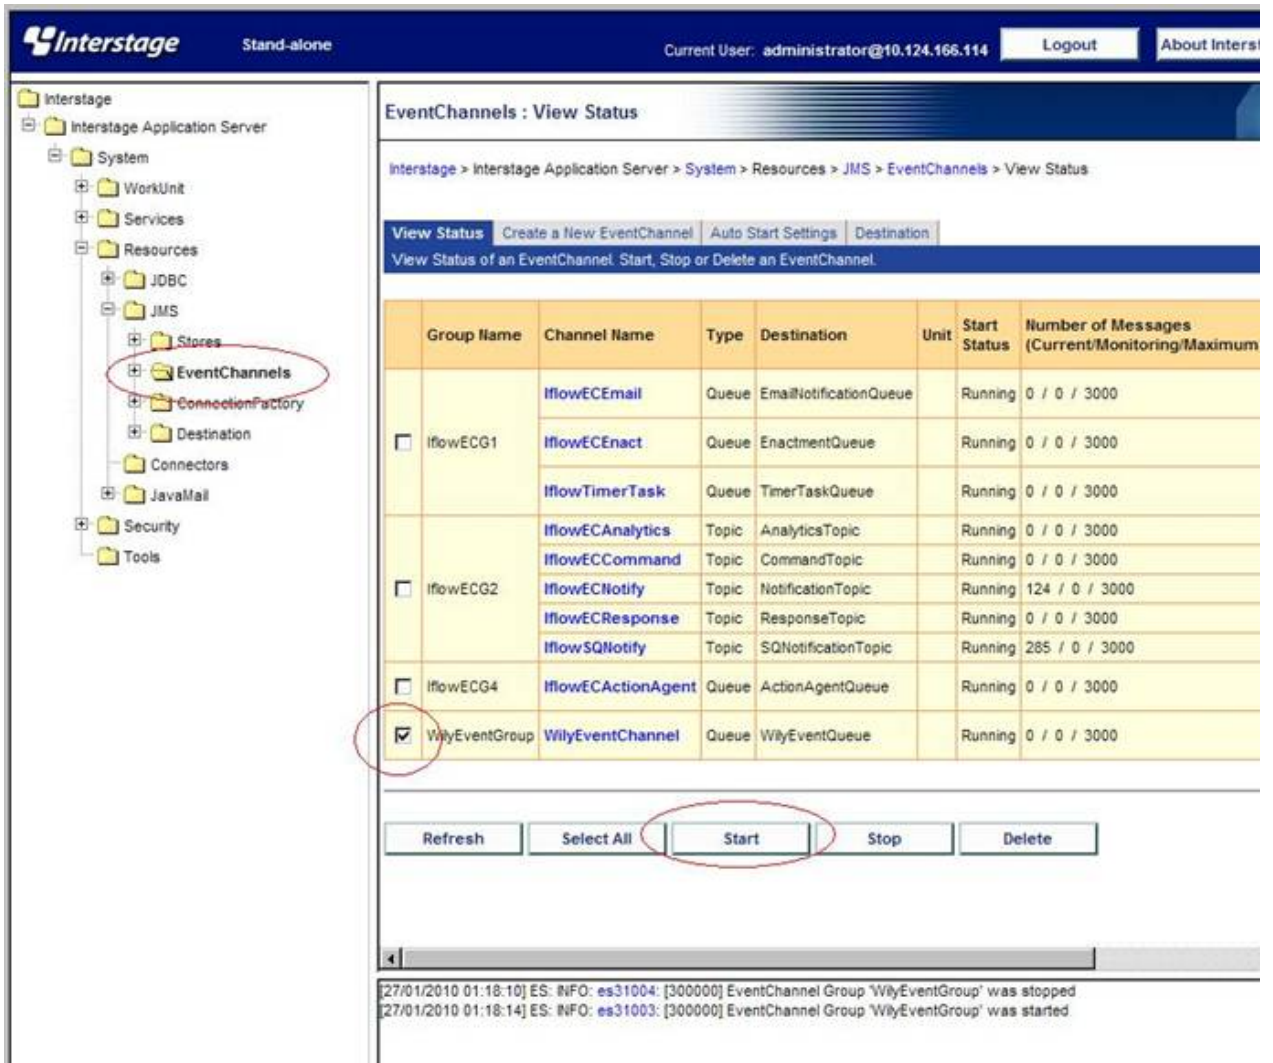 Interstage Stand-alone Current User: administrator@10.124.166.114 Logout About Interst
Interstage
Interstage Application Server
System
WorkUnit
Services
Resources
JDBC
JMS
Stores
EventChannels
ConnectionFactory
Destination
Connectors
JavaMail
Security
Tools
EventChannels : View Status
Interstage > Interstage Application Server > System > Resources > JMS > EventChannels > View Status
View Status Create a New EventChannel Auto Start Settings Destination
View Status of an EventChannel. Start, Stop or Delete an EventChannel.
Group Name Channel Name Type Destination Unit Start Status Number of Messages (Current/Monitoring/Maximum
IflowECG1
IflowECEmail Queue EmailNotificationQueue Running 0 / 0 / 3000
IflowECEnact Queue EnactmentQueue Running 0 / 0 / 3000
IflowTimerTask Queue TimerTaskQueue Running 0 / 0 / 3000
IflowECG2
IflowECAnalytics Topic AnalyticsTopic Running 0 / 0 / 3000
IflowECCommand Topic CommandTopic Running 0 / 0 / 3000
IflowECNotify Topic NotificationTopic Running 124 / 0 / 3000
IflowECResponse Topic ResponseTopic Running 0 / 0 / 3000
IflowSQNotify Topic SQNotificationTopic Running 285 / 0 / 3000
IflowECG4 IflowECActionAgent Queue ActionAgentQueue Running 0 / 0 / 3000
WilyEventGroup WilyEventChannel Queue WilyEventQueue Running 0 / 0 / 3000
Refresh Select All Start Stop Delete
[27/01/2010 01:18:10] ES: INFO: es31004: [300000] EventChannel Group 'WilyEventGroup' was stopped
[27/01/2010 01:18:14] ES: INFO: es31003: [300000] EventChannel Group 'WilyEventGroup' was started